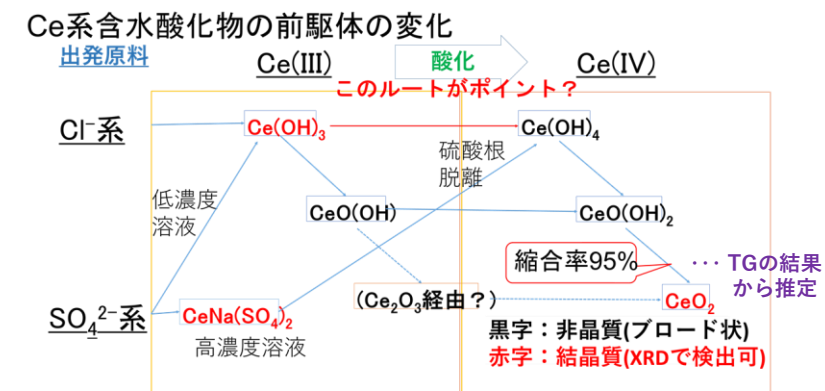 Ce系含水酸化物の前駆体の変化
出発原料
Ce(III)
酸化
Ce(IV)
このルートがポイント？
Cl⁻系
Ce(OH)₃
Ce(OH)₄
硫酸根
脱離
低濃度
溶液
CeO(OH)
CeO(OH)₂
縮合率95%
･･･ TGの結果
から推定
(Ce₂O₃経由？)
CeO₂
SO₄²⁻系
CeNa(SO₄)₂
高濃度溶液
黒字：非晶質(ブロード状)
赤字：結晶質(XRDで検出可)